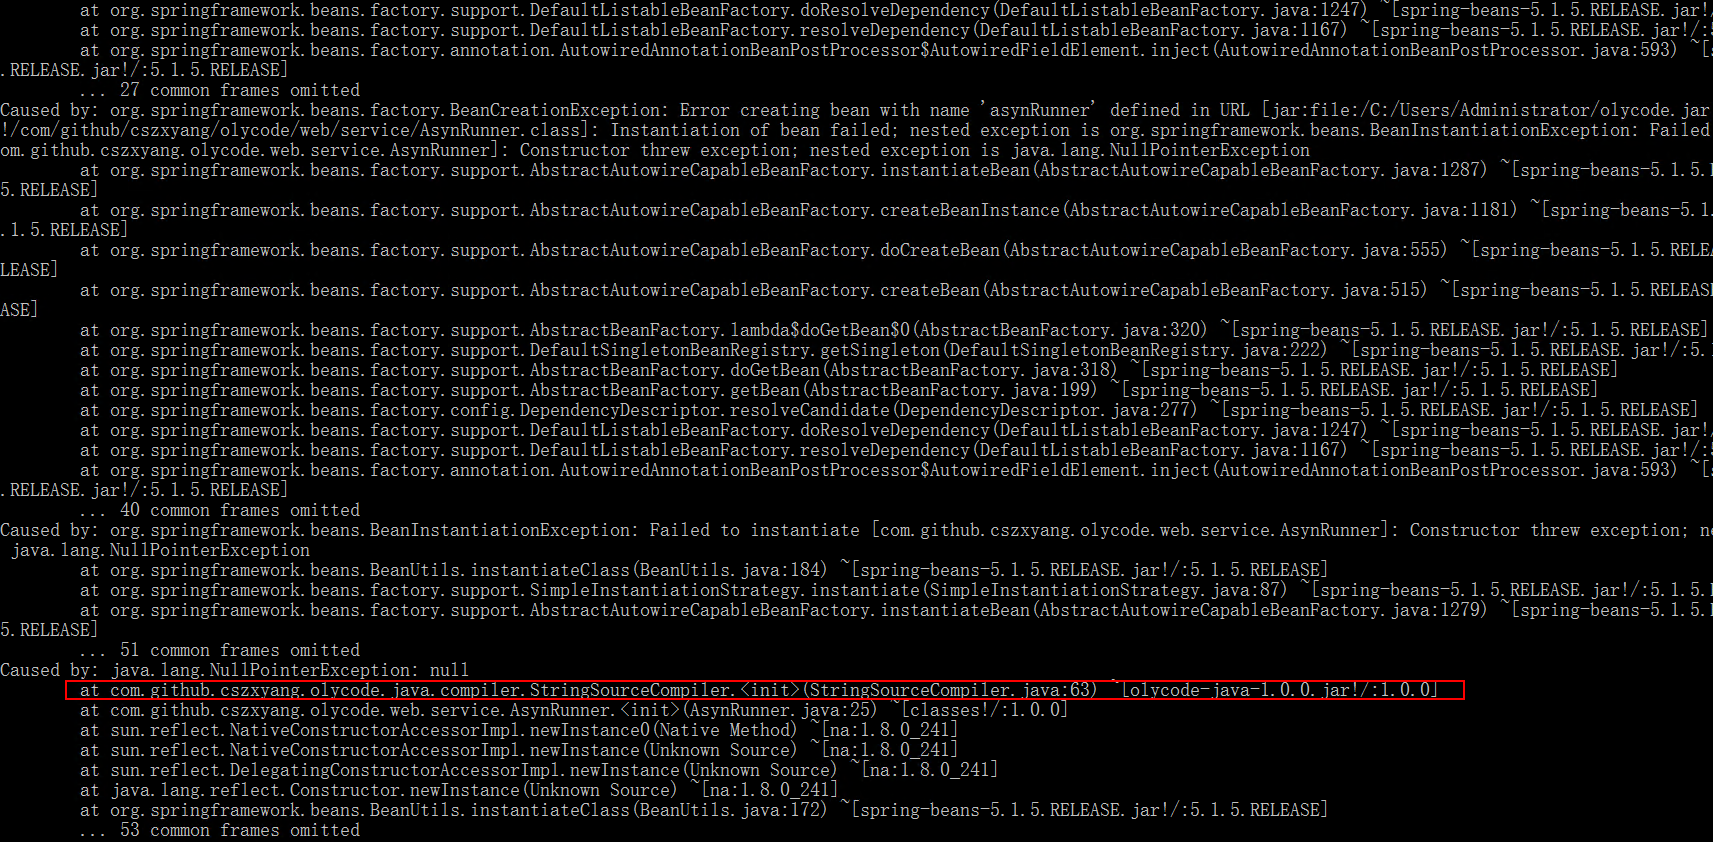 at org.springframework.beans.factory.support.DefaultListableBeanFactory.doResolveDependency(DefaultListableBeanFactory.java:1247) ~[spring-beans-5.1.5.RELEASE.jar!/
at org.springframework.beans.factory.support.DefaultListableBeanFactory.resolveDependency(DefaultListableBeanFactory.java:1167) ~[spring-beans-5.1.5.RELEASE.jar!/:5
at org.springframework.beans.factory.annotation.AutowiredAnnotationBeanPostProcessor$AutowiredFieldElement.inject(AutowiredAnnotationBeanPostProcessor.java:593) ~[s
.RELEASE.jar!/:5.1.5.RELEASE]
... 27 common frames omitted
Caused by: org.springframework.beans.factory.BeanCreationException: Error creating bean with name 'asynRunner' defined in URL [jar:file:/C:/Users/Administrator/olycode.jar
!/com/github/cszxyang/olycode/web/service/AsynRunner.class]: Instantiation of bean failed; nested exception is org.springframework.beans.BeanInstantiationException: Failed
om.github.cszxyang.olycode.web.service.AsynRunner]: Constructor threw exception; nested exception is java.lang.NullPointerException
at org.springframework.beans.factory.support.AbstractAutowireCapableBeanFactory.instantiateBean(AbstractAutowireCapableBeanFactory.java:1287) ~[spring-beans-5.1.5.R
5.RELEASE]
at org.springframework.beans.factory.support.AbstractAutowireCapableBeanFactory.createBeanInstance(AbstractAutowireCapableBeanFactory.java:1181) ~[spring-beans-5.1.
.1.5.RELEASE]
at org.springframework.beans.factory.support.AbstractAutowireCapableBeanFactory.doCreateBean(AbstractAutowireCapableBeanFactory.java:555) ~[spring-beans-5.1.5.RELEA
LEASE]
at org.springframework.beans.factory.support.AbstractAutowireCapableBeanFactory.createBean(AbstractAutowireCapableBeanFactory.java:515) ~[spring-beans-5.1.5.RELEASE
ASE]
at org.springframework.beans.factory.support.AbstractBeanFactory.lambda$doGetBean$0(AbstractBeanFactory.java:320) ~[spring-beans-5.1.5.RELEASE.jar!/:5.1.5.RELEASE]
at org.springframework.beans.factory.support.DefaultSingletonBeanRegistry.getSingleton(DefaultSingletonBeanRegistry.java:222) ~[spring-beans-5.1.5.RELEASE.jar!/:5.1
at org.springframework.beans.factory.support.AbstractBeanFactory.doGetBean(AbstractBeanFactory.java:318) ~[spring-beans-5.1.5.RELEASE.jar!/:5.1.5.RELEASE]
at org.springframework.beans.factory.support.AbstractBeanFactory.getBean(AbstractBeanFactory.java:199) ~[spring-beans-5.1.5.RELEASE.jar!/:5.1.5.RELEASE]
at org.springframework.beans.factory.config.DependencyDescriptor.resolveCandidate(DependencyDescriptor.java:277) ~[spring-beans-5.1.5.RELEASE.jar!/:5.1.5.RELEASE]
at org.springframework.beans.factory.support.DefaultListableBeanFactory.doResolveDependency(DefaultListableBeanFactory.java:1247) ~[spring-beans-5.1.5.RELEASE.jar!/
at org.springframework.beans.factory.support.DefaultListableBeanFactory.resolveDependency(DefaultListableBeanFactory.java:1167) ~[spring-beans-5.1.5.RELEASE.jar!/:5
at org.springframework.beans.factory.annotation.AutowiredAnnotationBeanPostProcessor$AutowiredFieldElement.inject(AutowiredAnnotationBeanPostProcessor.java:593) ~[s
.RELEASE.jar!/:5.1.5.RELEASE]
... 40 common frames omitted
Caused by: org.springframework.beans.BeanInstantiationException: Failed to instantiate [com.github.cszxyang.olycode.web.service.AsynRunner]: Constructor threw exception; ne
java.lang.NullPointerException
at org.springframework.beans.BeanUtils.instantiateClass(BeanUtils.java:184) ~[spring-beans-5.1.5.RELEASE.jar!/:5.1.5.RELEASE]
at org.springframework.beans.factory.support.SimpleInstantiationStrategy.instantiate(SimpleInstantiationStrategy.java:87) ~[spring-beans-5.1.5.RELEASE.jar!/:5.1.5.R
at org.springframework.beans.factory.support.AbstractAutowireCapableBeanFactory.instantiateBean(AbstractAutowireCapableBeanFactory.java:1279) ~[spring-beans-5.1.5.R
5.RELEASE]
... 51 common frames omitted
Caused by: java.lang.NullPointerException: null
at com.github.cszxyang.olycode.java.compiler.StringSourceCompiler.<init>(StringSourceCompiler.java:63) ~[olycode-java-1.0.0.jar!/:1.0.0]
at com.github.cszxyang.olycode.web.service.AsynRunner.<init>(AsynRunner.java:25) ~[classes!/:1.0.0]
at sun.reflect.NativeConstructorAccessorImpl.newInstance0(Native Method) ~[na:1.8.0_241]
at sun.reflect.NativeConstructorAccessorImpl.newInstance(Unknown Source) ~[na:1.8.0_241]
at sun.reflect.DelegatingConstructorAccessorImpl.newInstance(Unknown Source) ~[na:1.8.0_241]
at java.lang.reflect.Constructor.newInstance(Unknown Source) ~[na:1.8.0_241]
at org.springframework.beans.BeanUtils.instantiateClass(BeanUtils.java:172) ~[spring-beans-5.1.5.RELEASE.jar!/:5.1.5.RELEASE]
... 53 common frames omitted